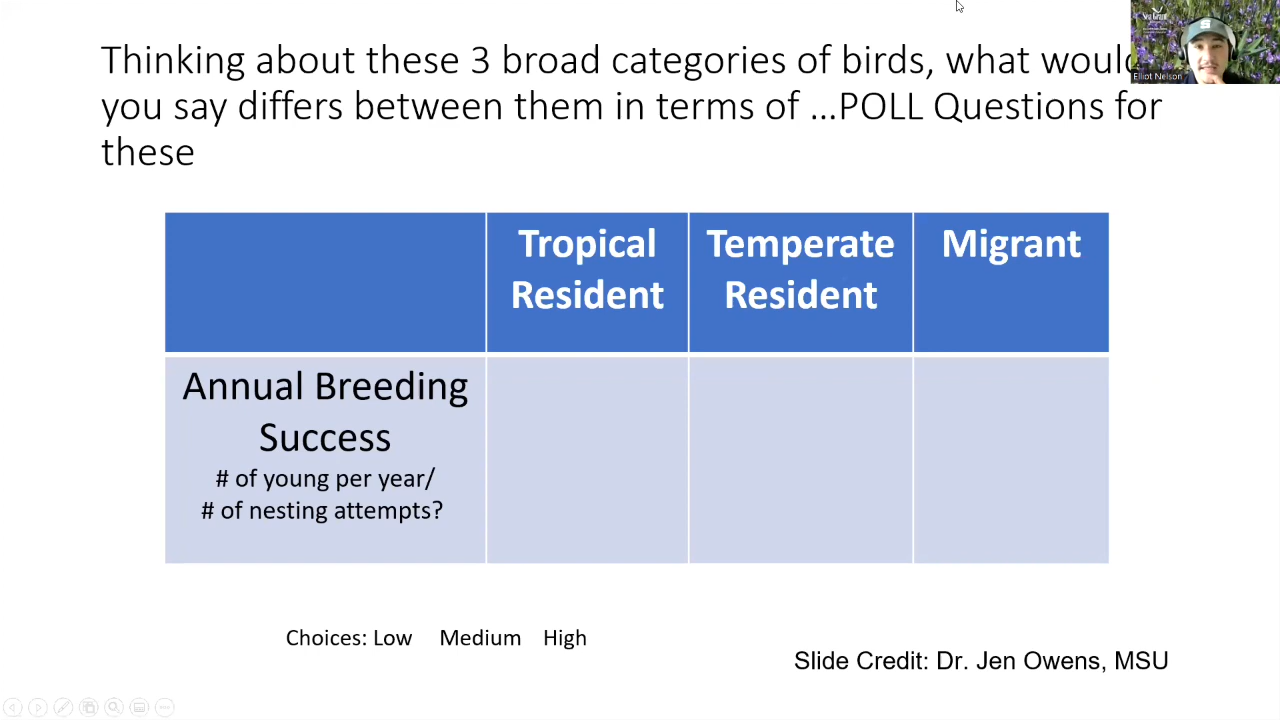 Thinking about these 3 broad categories of birds, what would
you say differs between them in terms of ...POLL Questions for
these
Elliot Nelson
Tropical Resident
Temperate Resident
Migrant
Annual Breeding
Success
# of young per year/
# of nesting attempts?
Choices: Low Medium High
Slide Credit: Dr. Jen Owens, MSU